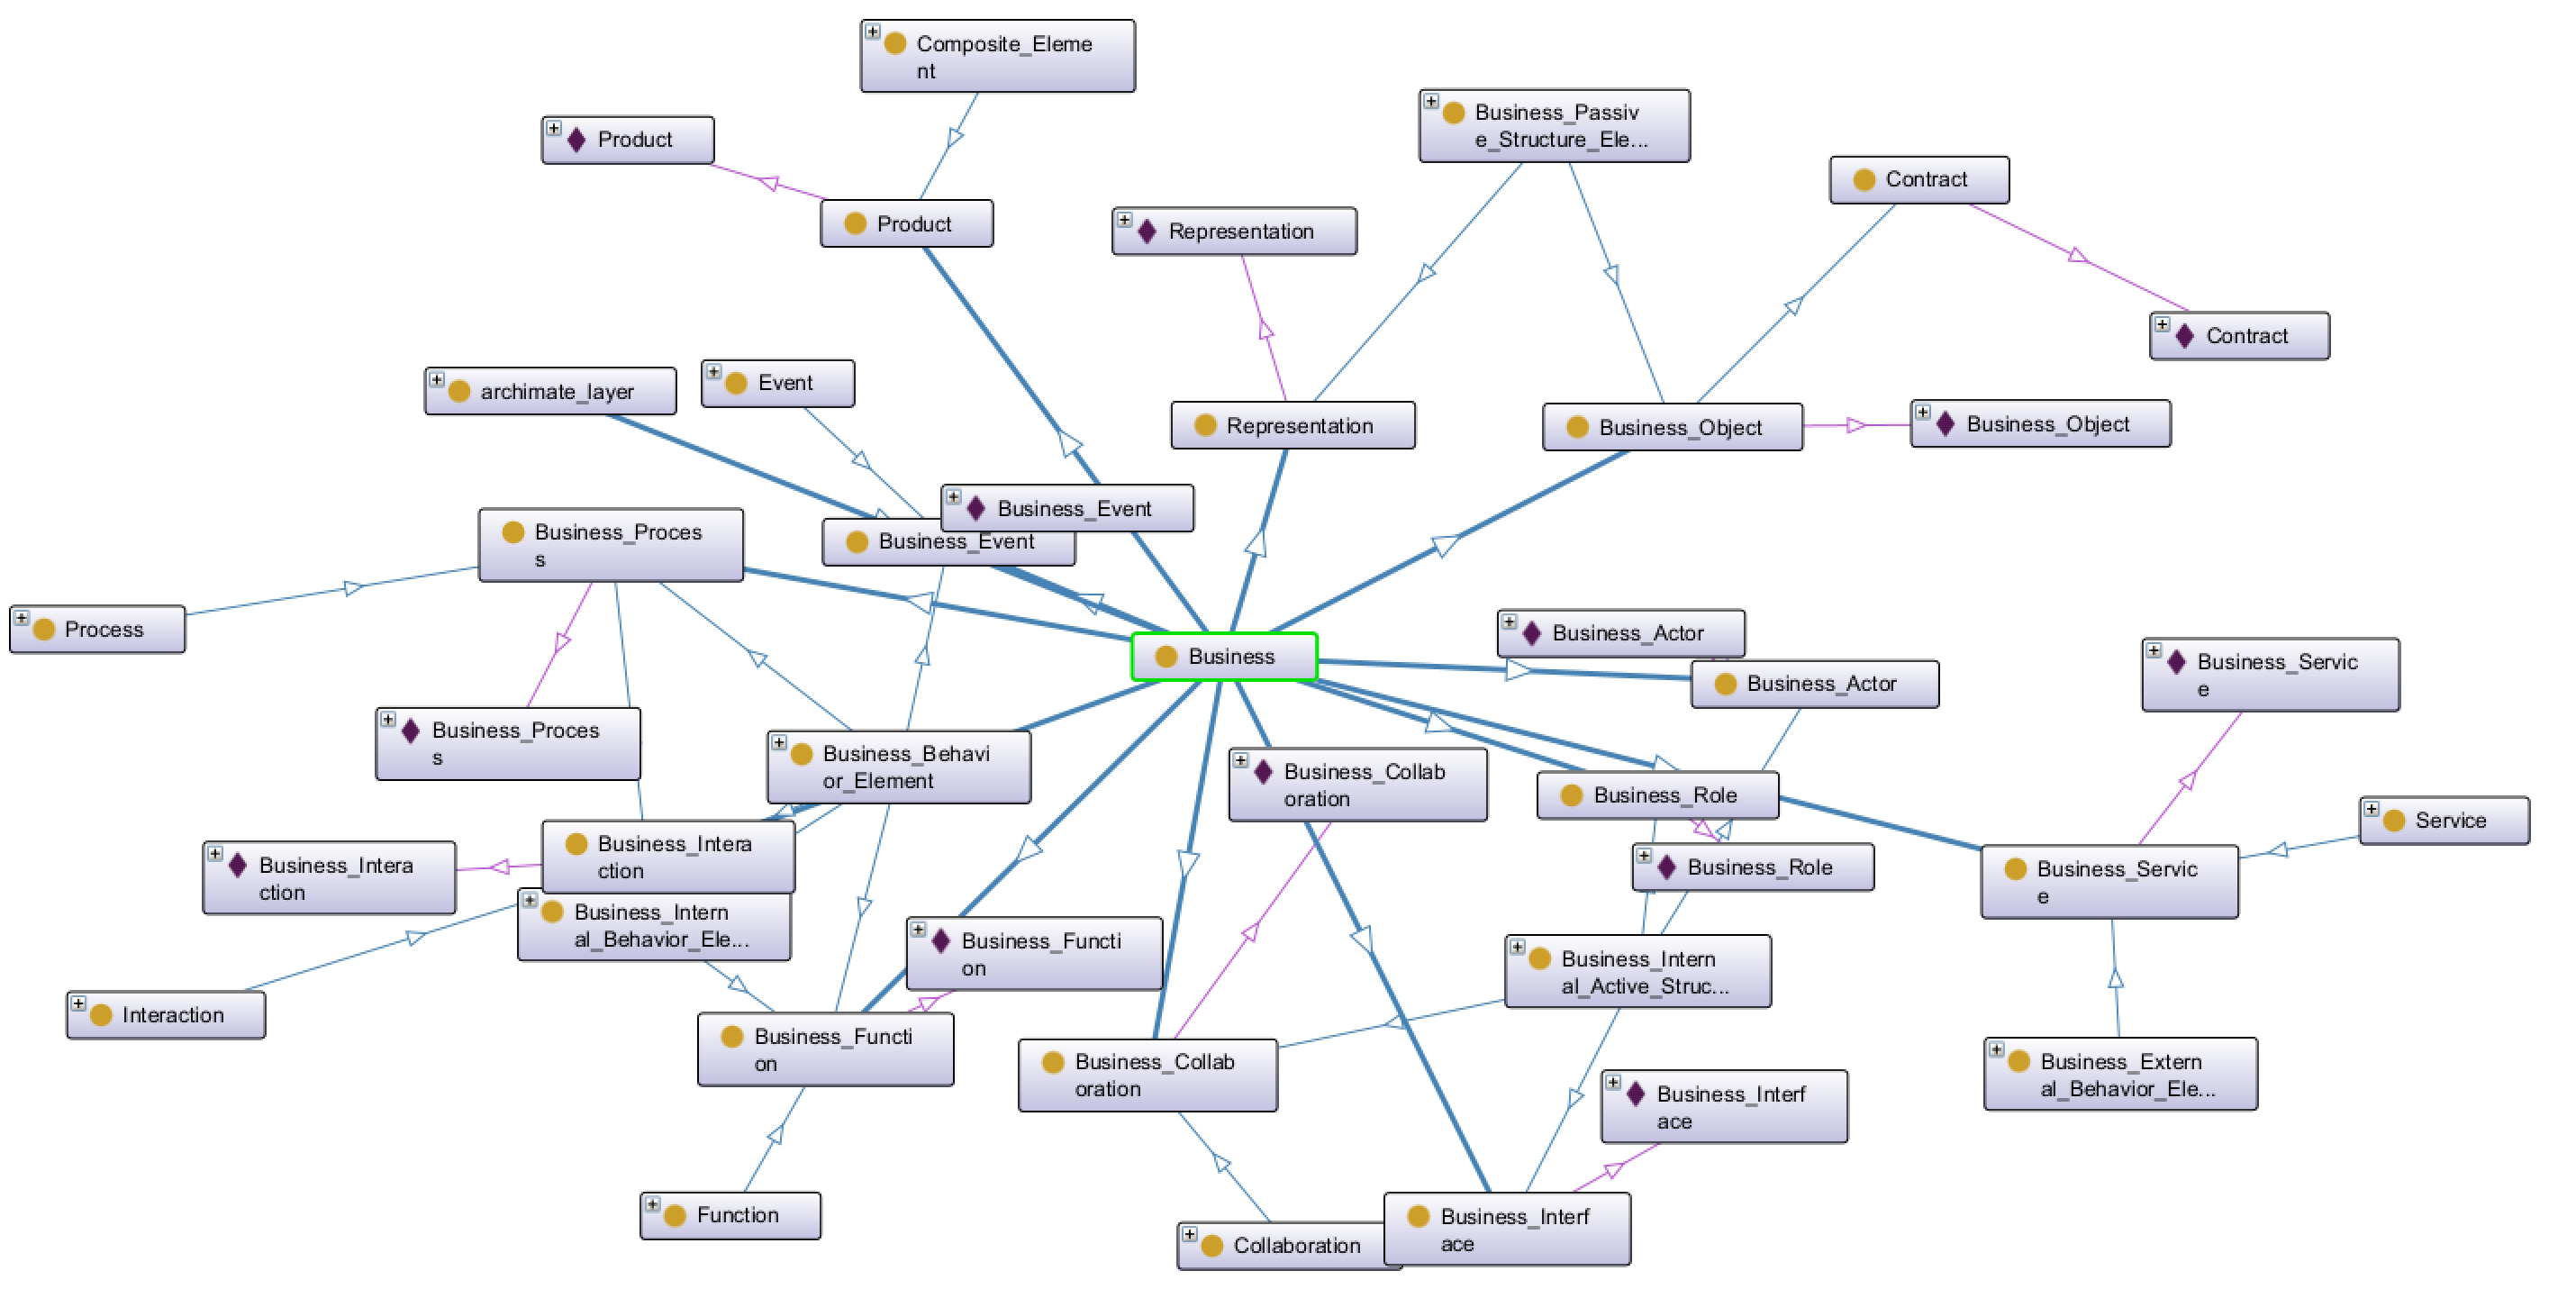 Composite_Eleme
nt
Product
Product
Business_Passiv
e_Structure_Ele...
Contract
Representation
Contract
archimate_layer
Event
Representation
Business_Object
Business_Object
Business_Event
Business_Event
Business_Proces
s
Process
Business
Business_Actor
Business_Actor
Business_Servic
e
Business_Proces
s
Business_Behavi
or_Element
Business_Collab
oration
Business_Role
Service
Business_Intera
ction
Business_Intera
ction
Business_Role
Business_Servic
e
Business_Intern
al_Behavior_Ele...
Business_Functi
on
Business_Intern
al_Active_Struc...
Interaction
Business_Functi
on
Business_Collab
oration
Business_Extern
al_Behavior_Ele...
Business_Interf
ace
Function
Collaboration
Business_Interf
ace